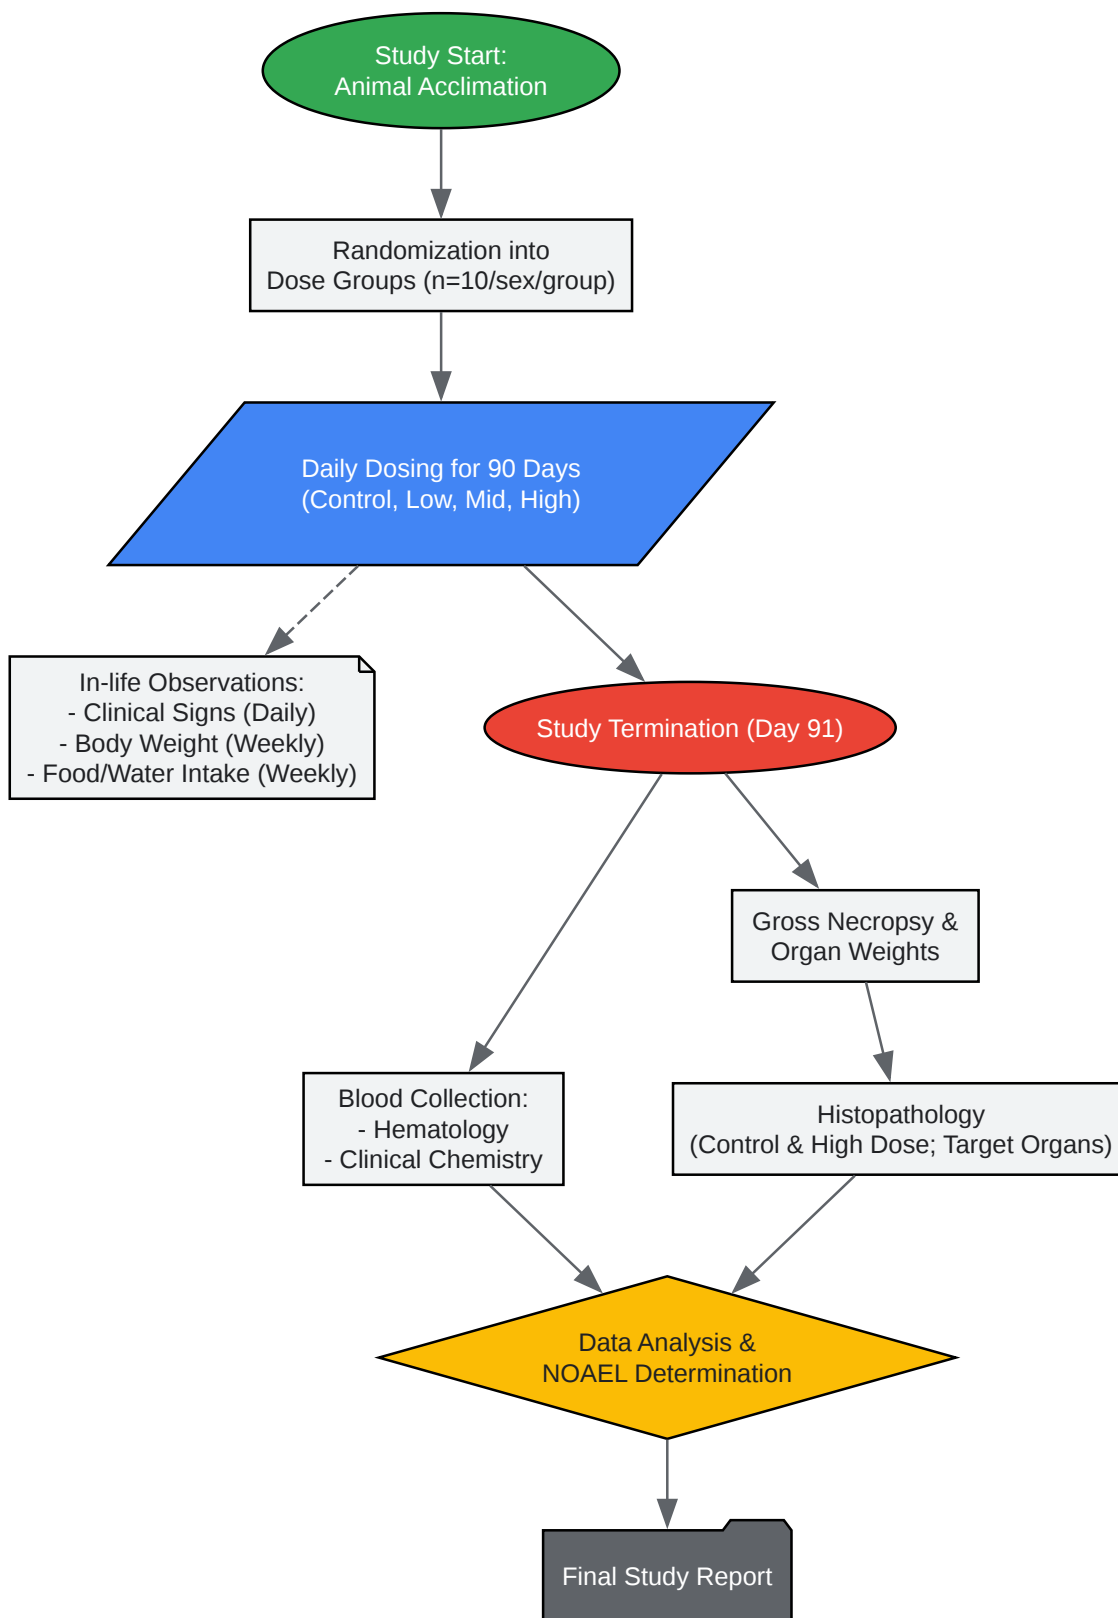 Study Start:
Animal Acclimation
Randomization into
Dose Groups (n=10/sex/group)
Daily Dosing for 90 Days
(Control, Low, Mid, High)
In-life Observations:
- Clinical Signs (Daily)
- Body Weight (Weekly)
- Food/Water Intake (Weekly)
Study Termination (Day 91)
Gross Necropsy &
Organ Weights
Blood Collection:
- Hematology
- Clinical Chemistry
Histopathology
(Control & High Dose; Target Organs)
Data Analysis &
NOAEL Determination
Final Study Report